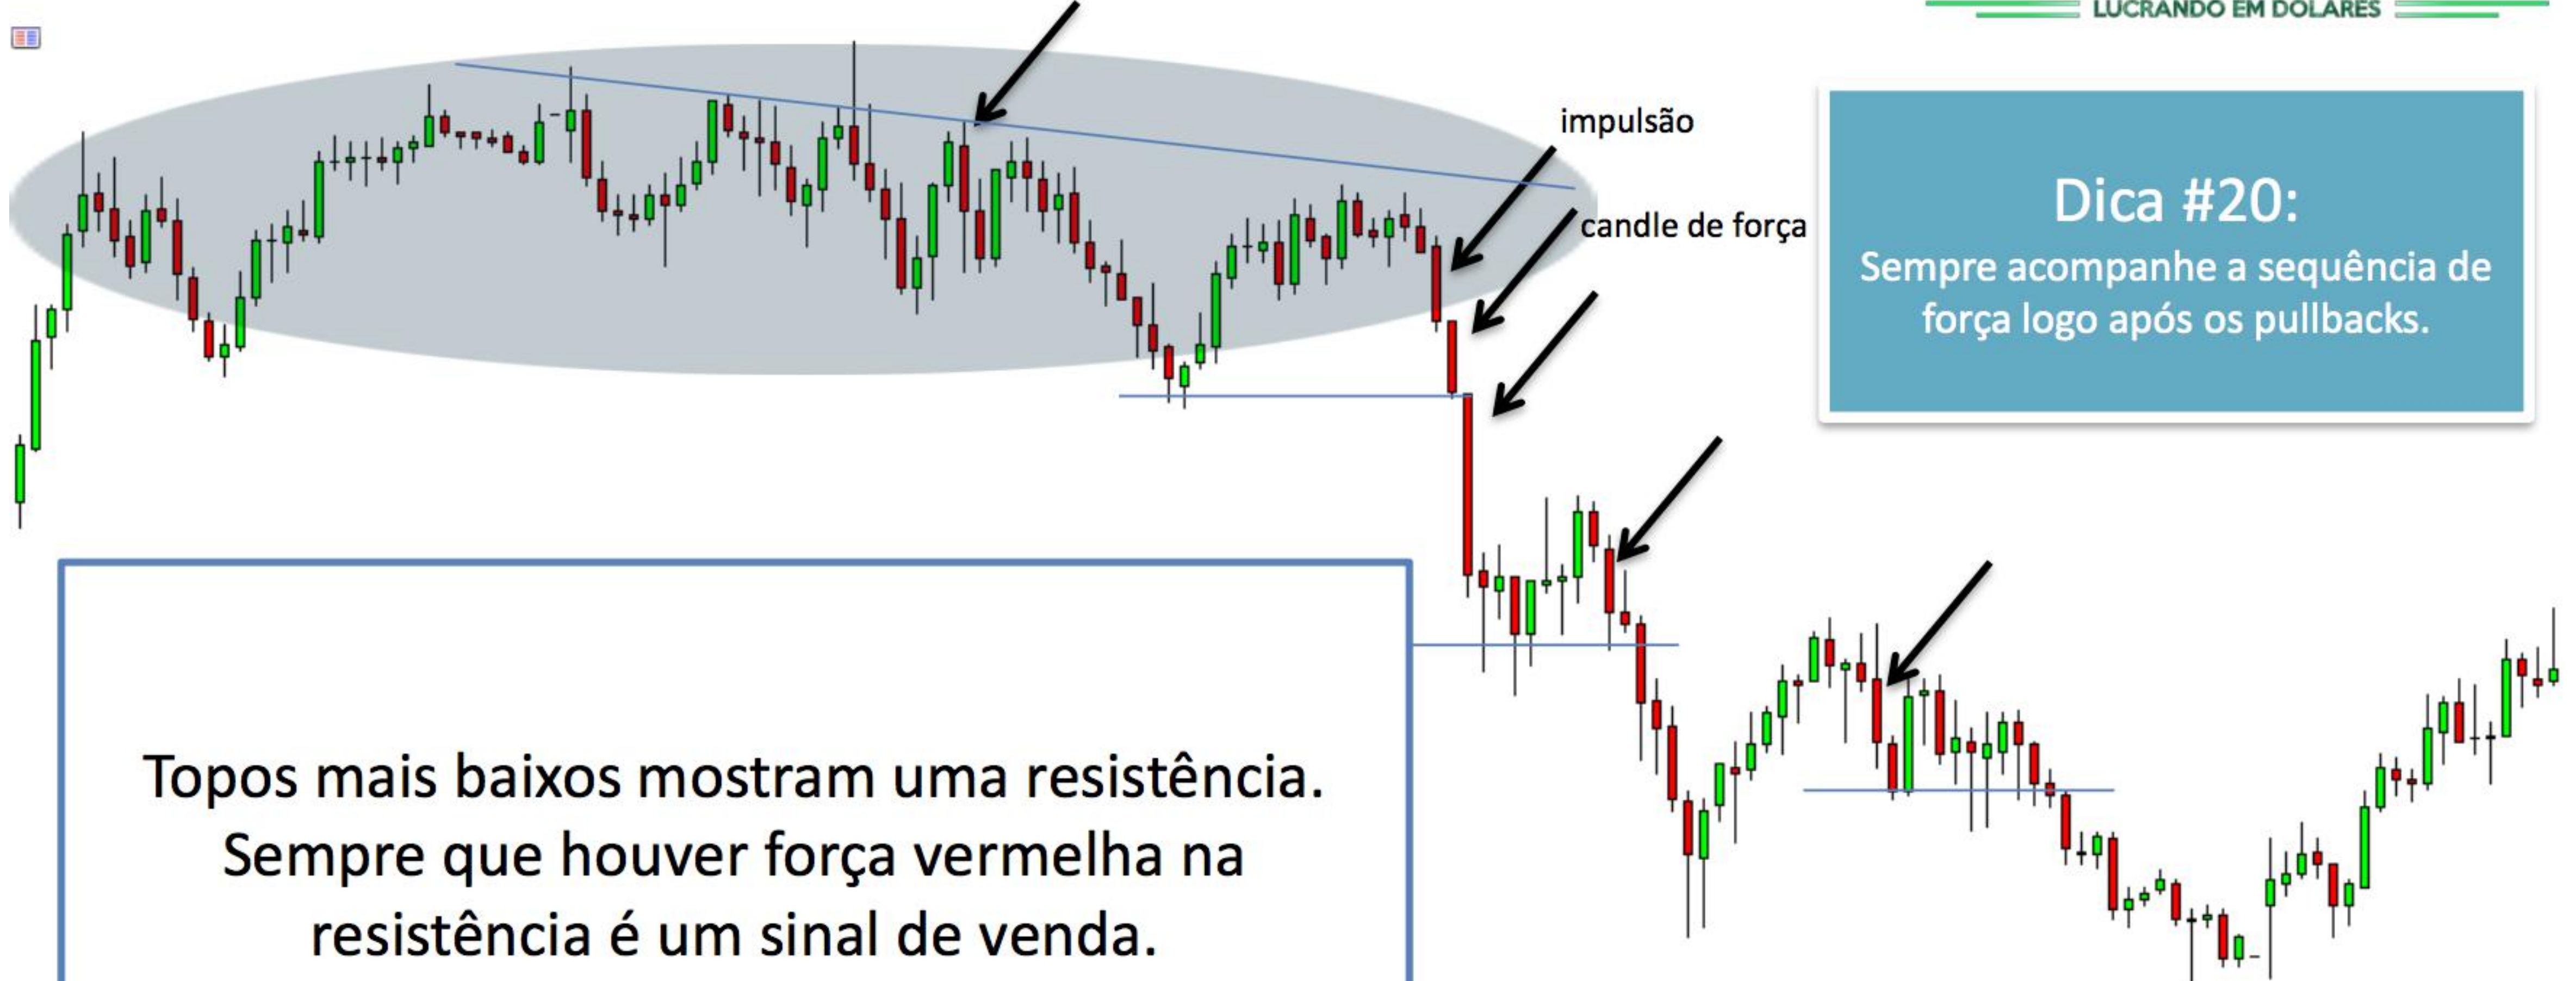 LUCRANDO EM DOLARES
impulsão
candle de força
Dica #20:
Sempre acompanhe a sequência de
força logo após os pullbacks.
Topos mais baixos mostram uma resistência.
Sempre que houver força vermelha na
resistência é um sinal de venda.